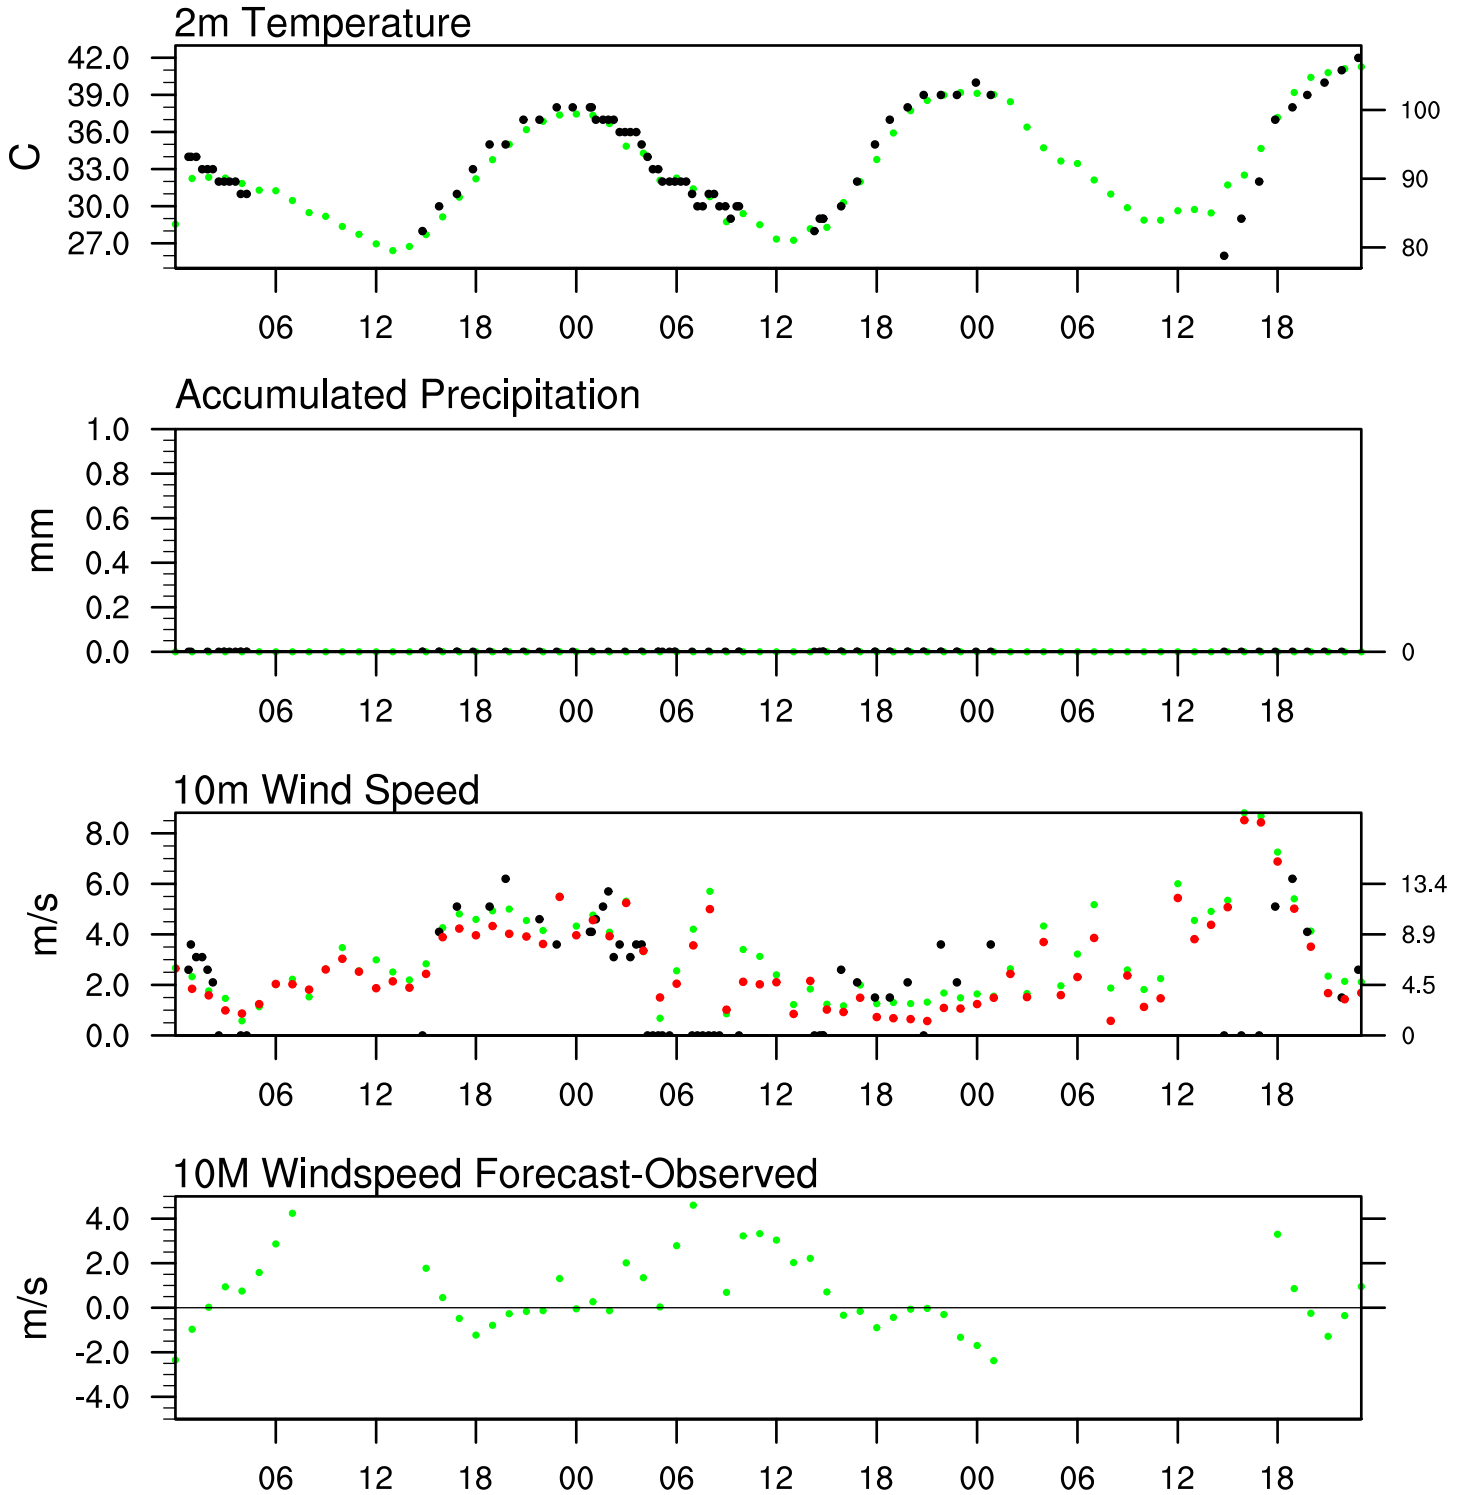 2m Temperature
42.0
39.0
36.0
33.0
30.0
27.0
C
100
90
80
06 12 18 00 06 12 18 00 06 12 18
Accumulated Precipitation
1.0
0.8
0.6
0.4
0.2
0.0
mm
0
06 12 18 00 06 12 18 00 06 12 18
10m Wind Speed
8.0
6.0
4.0
2.0
0.0
m/s
13.4
8.9
4.5
0
06 12 18 00 06 12 18 00 06 12 18
10M Windspeed Forecast-Observed
4.0
2.0
0.0
-2.0
-4.0
m/s
06 12 18 00 06 12 18 00 06 12 18